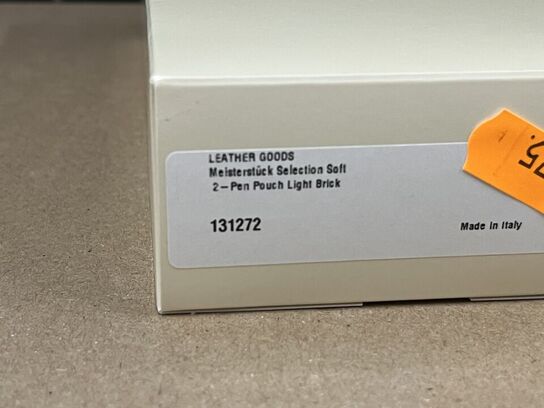 LEATHER GOODS
Meisterstück Selection Soft
2-Pen Pouch Light Brick
131272
Made in Italy